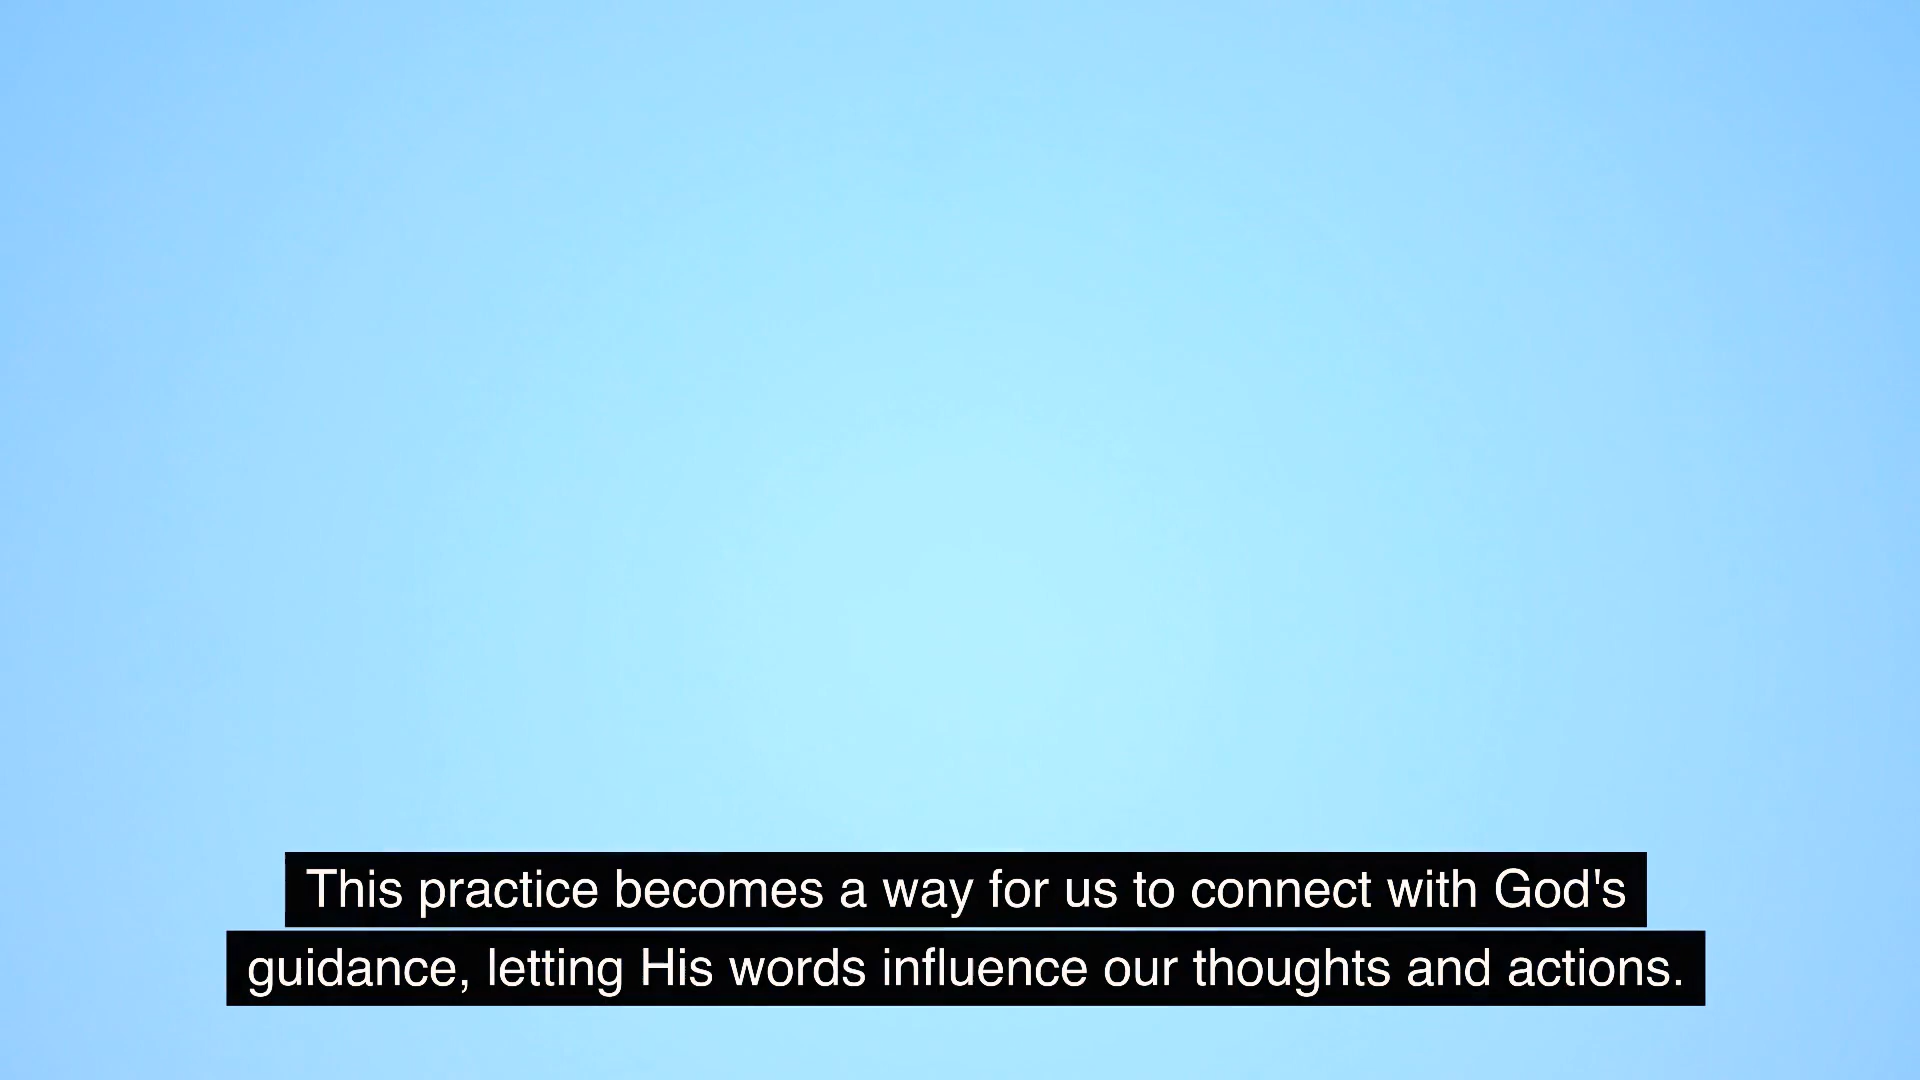 This practice becomes a way for us to connect with God's
guidance, letting His words influence our thoughts and actions.